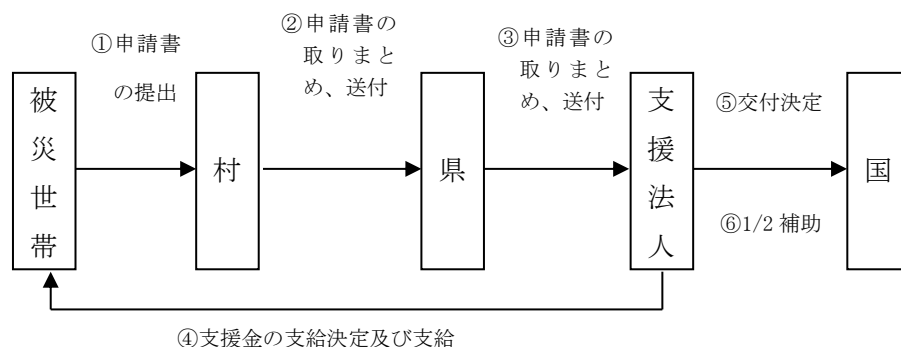 ①申請書
の提出
②申請書の
取りまと
め、送付
③申請書の
取りまと
め、送付
⑤交付決定
⑥1/2 補助
被災世帯
村
県
支援法人
国
④支援金の支給決定及び支給